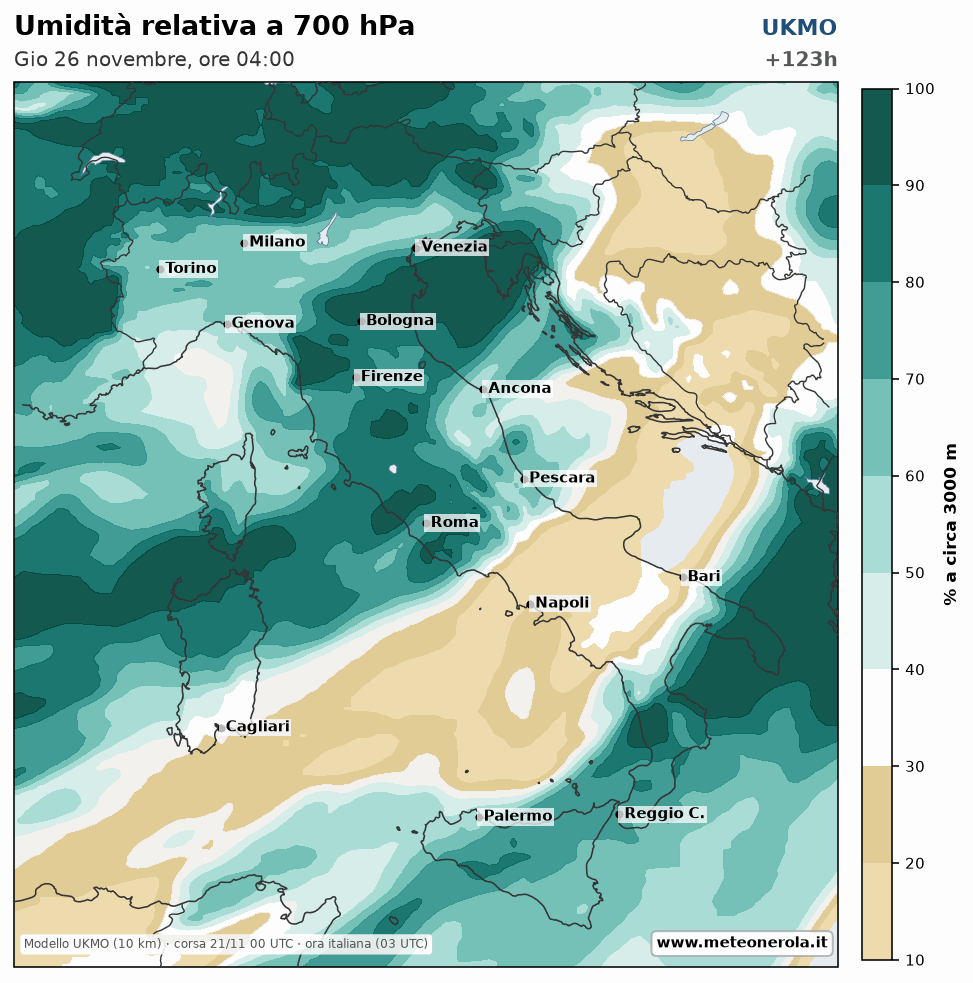 Umidità relativa a 700 hPa
UKMO
Gio 26 novembre, ore 04:00
+123h
Milano
Venezia
Torino
Genova
Bologna
Firenze
Ancona
Pescara
Roma
Bari
Napoli
Cagliari
Palermo
Reggio C.
100
90
80
70
60
50
40
30
20
10
% a circa 3000 m
Modello UKMO (10 km) · corsa 21/11 00 UTC · ora italiana (03 UTC)
www.meteonerola.it